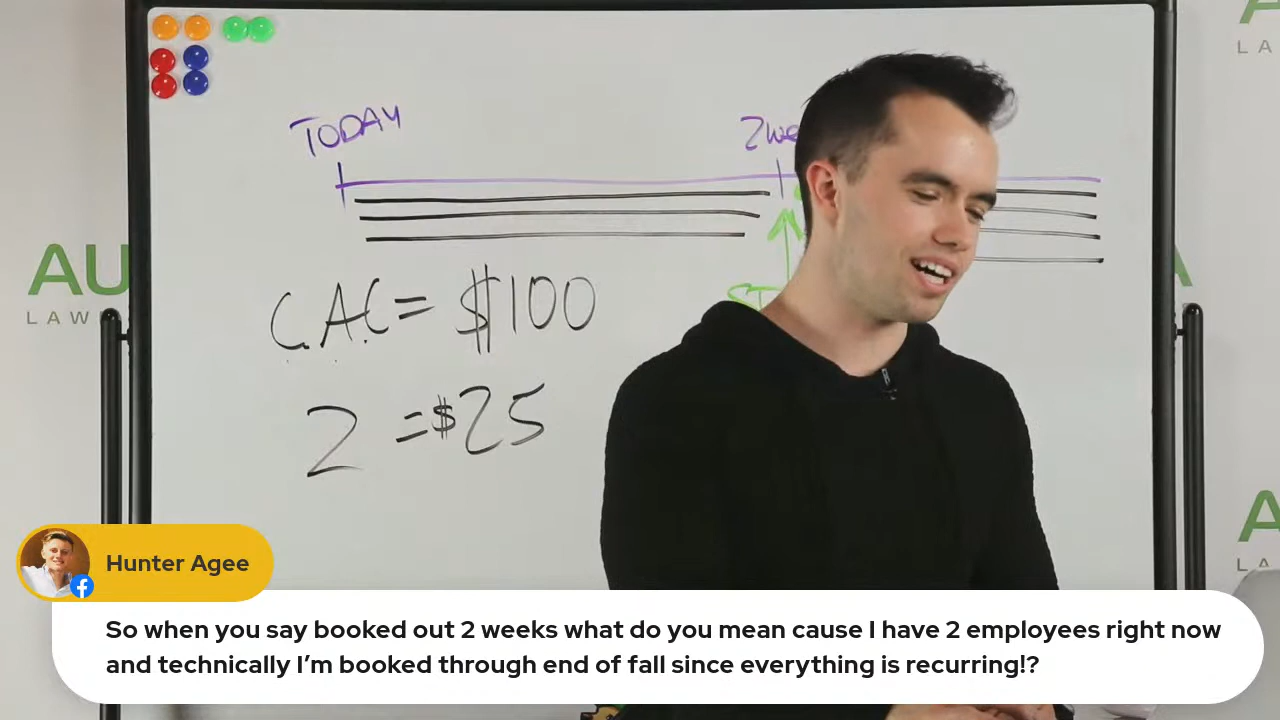 TODAY
C.A.C = $100
2 = $25
AU
LAW
A
LA
A
A
LA
Hunter Agee
So when you say booked out 2 weeks what do you mean cause I have 2 employees right now
and technically I'm booked through end of fall since everything is recurring!?